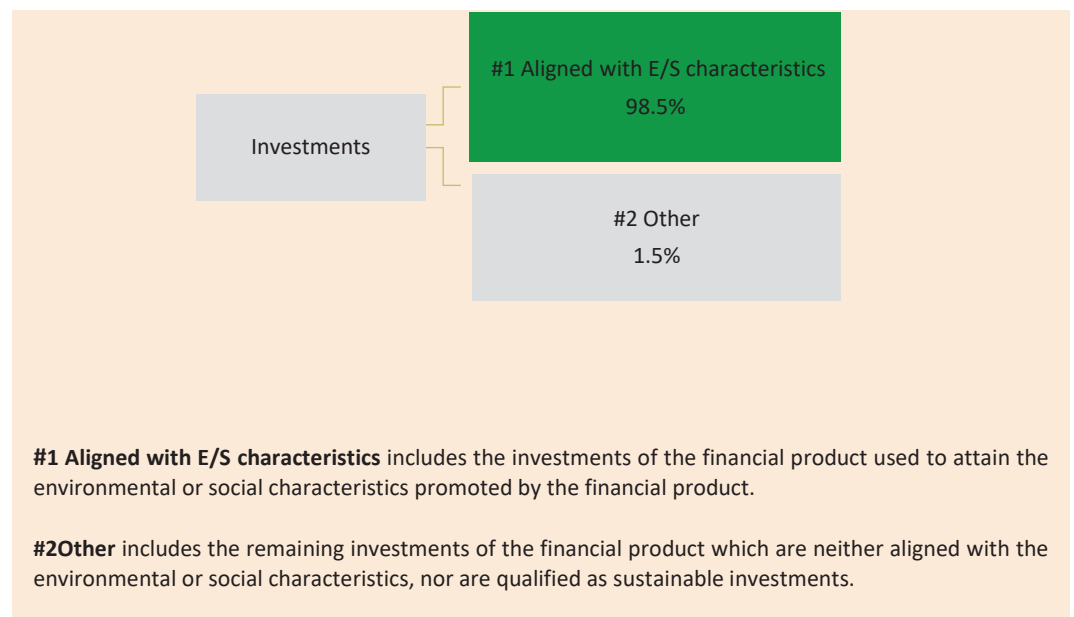 #1 Aligned with E/S characteristics
98.5%
Investments
#2 Other
1.5%
#1 Aligned with E/S characteristics includes the investments of the financial product used to attain the
environmental or social characteristics promoted by the financial product.
#2Other includes the remaining investments of the financial product which are neither aligned with the
environmental or social characteristics, nor are qualified as sustainable investments.